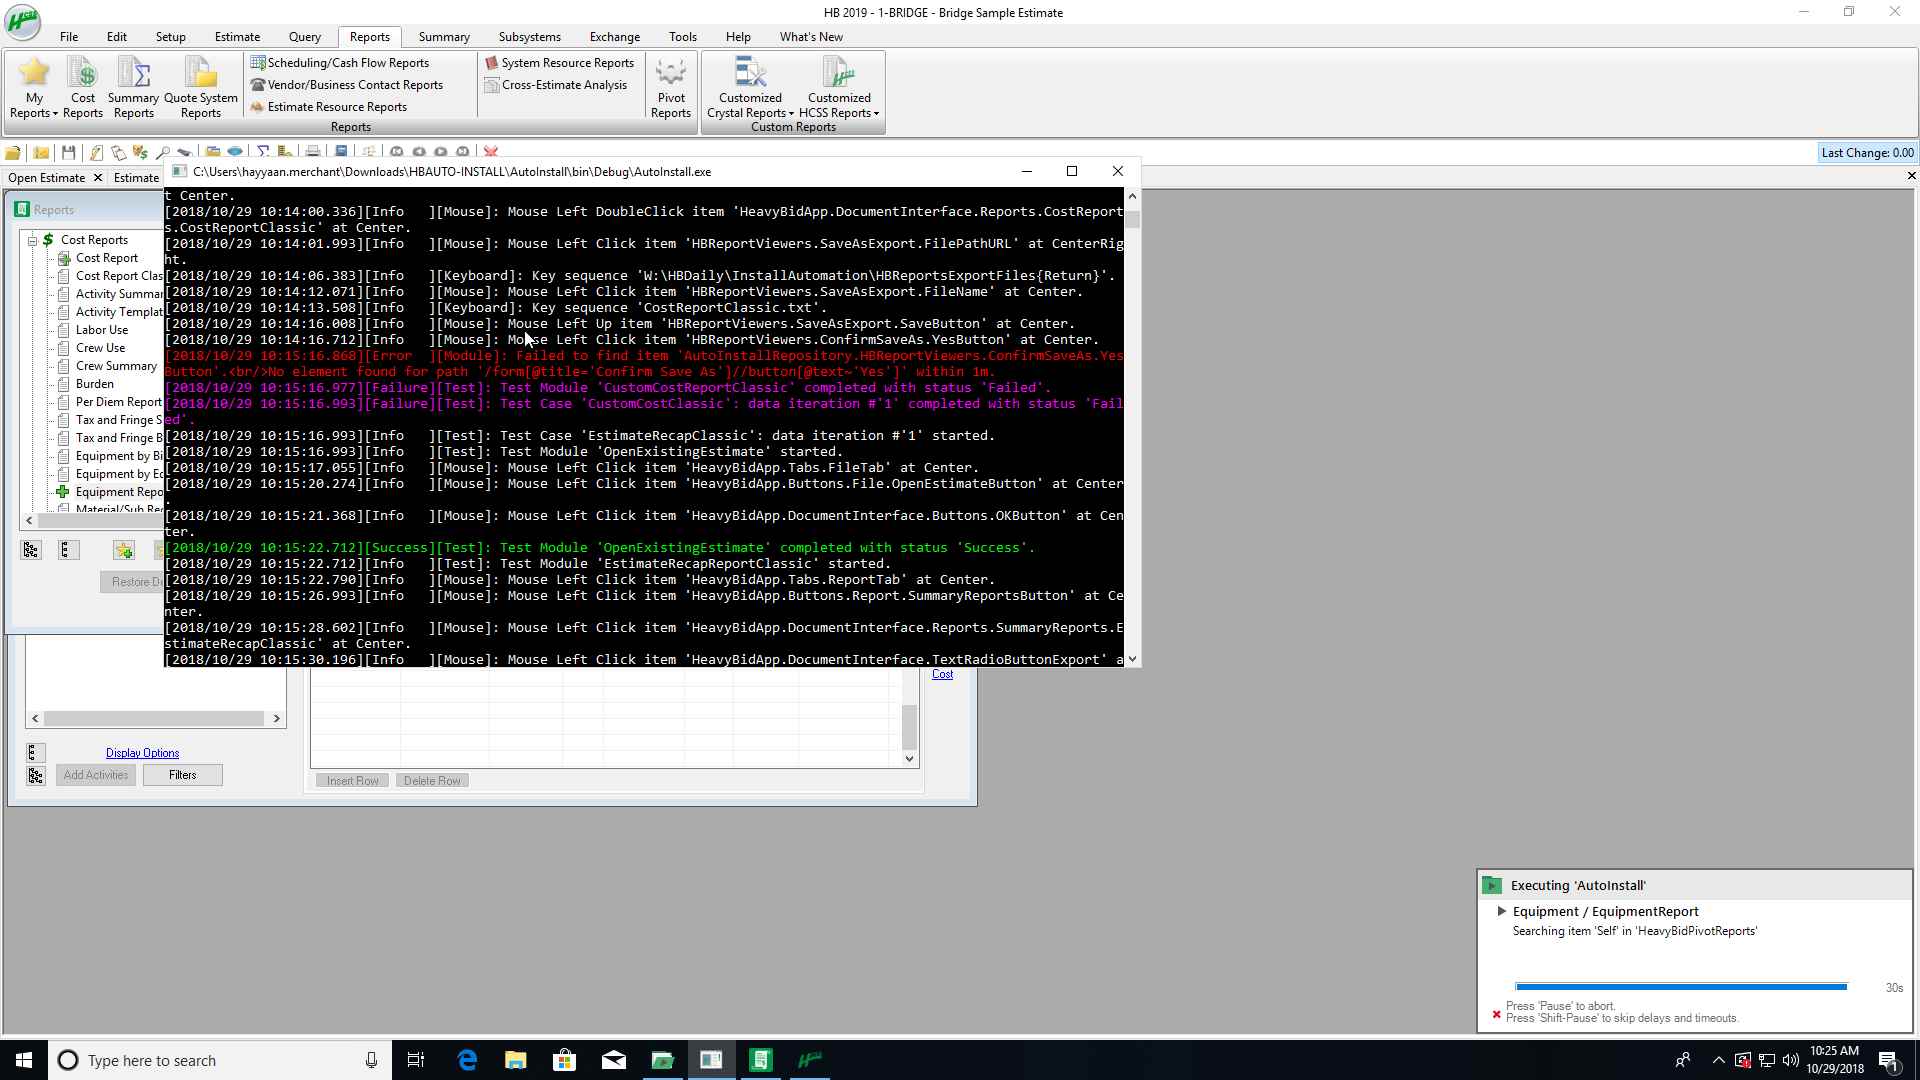 HB 2019 - 1-BRIDGE - Bridge Sample Estimate
File Edit Setup Estimate Query Reports Summary Subsystems Exchange Tools Help What's New
My Reports
Cost Reports
Summary Reports
Quote System Reports
Scheduling/Cash Flow Reports
Vendor/Business Contact Reports
Estimate Resource Reports
System Resource Reports
Cross-Estimate Analysis
Pivot Reports
Customized Crystal Reports
Customized HCSS Reports
Reports
Custom Reports
Last Change: 0.00
Open Estimate
Estimate
C:\Users\hayyaan.merchant\Downloads\HBAUTO-INSTALL\AutoInstall\bin\Debug\AutoInstall.exe
t Center.
[2018/10/29 10:14:00.336][Info   ][Mouse]: Mouse Left DoubleClick item 'HeavyBidApp.DocumentInterface.Reports.CostReport
s.CostReportClassic' at Center.
[2018/10/29 10:14:01.993][Info   ][Mouse]: Mouse Left Click item 'HBReportViewers.SaveAsExport.FilePathURL' at CenterRig
ht.
[2018/10/29 10:14:06.383][Info   ][Keyboard]: Key sequence 'W:\HBDaily\InstallAutomation\HBReportsExportFiles{Return}'.
[2018/10/29 10:14:12.071][Info   ][Mouse]: Mouse Left Click item 'HBReportViewers.SaveAsExport.FileName' at Center.
[2018/10/29 10:14:13.508][Info   ][Keyboard]: Key sequence 'CostReportClassic.txt'.
[2018/10/29 10:14:16.008][Info   ][Mouse]: Mouse Left Up item 'HBReportViewers.SaveAsExport.SaveButton' at Center.
[2018/10/29 10:14:16.712][Info   ][Mouse]: Mouse Left Click item 'HBReportViewers.ConfirmSaveAs.YesButton' at Center.
[2018/10/29 10:15:16.868][Error  ][Module]: Failed to find item 'AutoInstallRepository.HBReportViewers.ConfirmSaveAs.Yes
Button'.<br/>No element found for path '/form[@title='Confirm Save As']//button[@text~'Yes']' within 1m.
[2018/10/29 10:15:16.977][Failure][Test]: Test Module 'CustomCostReportClassic' completed with status 'Failed'.
[2018/10/29 10:15:16.993][Failure][Test]: Test Case 'CustomCostClassic': data iteration #'1' completed with status 'Fail
ed'.
[2018/10/29 10:15:16.993][Info   ][Test]: Test Case 'EstimateRecapClassic': data iteration #'1' started.
[2018/10/29 10:15:16.993][Info   ][Test]: Test Module 'OpenExistingEstimate' started.
[2018/10/29 10:15:17.055][Info   ][Mouse]: Mouse Left Click item 'HeavyBidApp.Tabs.FileTab' at Center.
[2018/10/29 10:15:20.274][Info   ][Mouse]: Mouse Left Click item 'HeavyBidApp.Buttons.File.OpenEstimateButton' at Center
.
[2018/10/29 10:15:21.368][Info   ][Mouse]: Mouse Left Click item 'HeavyBidApp.DocumentInterface.Buttons.OKButton' at Cen
ter.
[2018/10/29 10:15:22.712][Success][Test]: Test Module 'OpenExistingEstimate' completed with status 'Success'.
[2018/10/29 10:15:22.712][Info   ][Test]: Test Module 'EstimateRecapReportClassic' started.
[2018/10/29 10:15:22.790][Info   ][Mouse]: Mouse Left Click item 'HeavyBidApp.Tabs.ReportTab' at Center.
[2018/10/29 10:15:26.993][Info   ][Mouse]: Mouse Left Click item 'HeavyBidApp.Buttons.Report.SummaryReportsButton' at Ce
nter.
[2018/10/29 10:15:28.602][Info   ][Mouse]: Mouse Left Click item 'HeavyBidApp.DocumentInterface.Reports.SummaryReports.E
stimateRecapClassic' at Center.
[2018/10/29 10:15:30.196][Info   ][Mouse]: Mouse Left Click item 'HeavyBidApp.DocumentInterface.TextRadioButtonExport' a
Reports
Cost Reports
Cost Report
Cost Report Clas
Activity Summar
Activity Templat
Labor Use
Crew Use
Crew Summary
Burden
Per Diem Report
Tax and Fringe S
Tax and Fringe B
Equipment by Bi
Equipment by Ec
Equipment Repo
Material/Sub Rec
Restore De
Cost
Display Options
Add Activities
Filters
Insert Row
Delete Row
Executing 'AutoInstall'
Equipment / EquipmentReport
Searching item 'Self' in 'HeavyBidPivotReports'
30s
Press 'Pause' to abort.
Press 'Shift-Pause' to skip delays and timeouts.
Type here to search
10:25 AM
10/29/2018
1